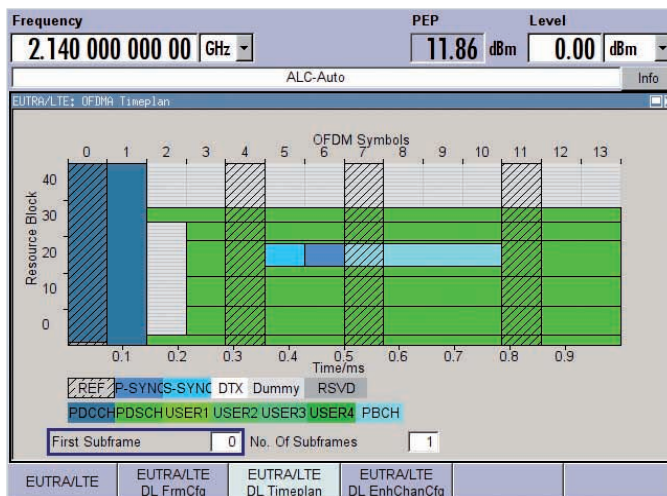 Frequency PEP Level
2.140 000 000 00 GHz 11.86 dBm 0.00 dBm
ALC-Auto Info
EUTRA/LTE: OFDMA Timeplan
OFDM Symbols
0 1 2 3 4 5 6 7 8 9 10 11 12 13
Resource Block
40
30
20
10
0
0.1 0.2 0.3 0.4 0.5 0.6 0.7 0.8 0.9
Time/ms
REF P-SYNC S-SYNC DTX Dummy RSVD
PDCCH PDSCH USER1 USER2 USER3 USER4 PBCH
First Subframe 0 No. Of Subframes 1
EUTRA/LTE
EUTRA/LTE
DL FrmCfg
EUTRA/LTE
DL Timeplan
EUTRA/LTE
DL EnhChanCfg